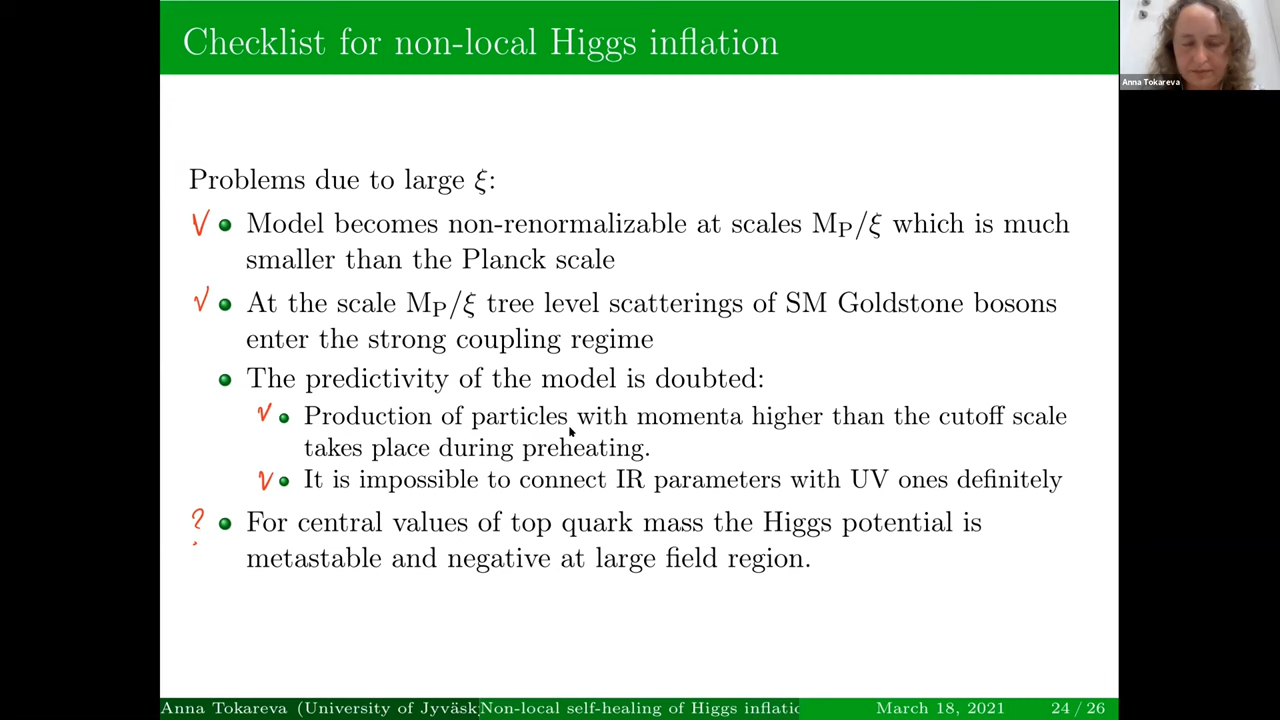 Checklist for non-local Higgs inflation
Anna Tokareva
Problems due to large ξ:
V Model becomes non-renormalizable at scales M_P/ξ which is much
smaller than the Planck scale
√ At the scale M_P/ξ tree level scatterings of SM Goldstone bosons
enter the strong coupling regime
The predictivity of the model is doubted:
V Production of particles with momenta higher than the cutoff scale
takes place during preheating.
V It is impossible to connect IR parameters with UV ones definitely
? For central values of top quark mass the Higgs potential is
metastable and negative at large field region.
Anna Tokareva (University of Jyväsk Non-local self-healing of Higgs inflatio March 18, 2021 24 / 26